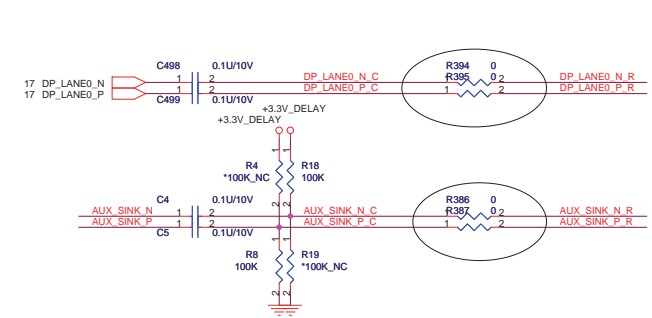 C498 0.1U/10V R394 0
17 DP_LANE0_N 1 2 DP_LANE0_N_C R395 0 2 DP_LANE0_N_R
17 DP_LANE0_P 1 2 DP_LANE0_P_C 1 2 DP_LANE0_P_R
C499 0.1U/10V
+3.3V_DELAY
+3.3V_DELAY
1 1
R4 R18
*100K_NC 100K
2 2
C4 0.1U/10V R386 0
AUX_SINK_N 1 2 AUX_SINK_N_C R387 0 2 AUX_SINK_N_R
AUX_SINK_P 1 2 AUX_SINK_P_C 1 2 AUX_SINK_P_R
C5 0.1U/10V
1 1
R8 R19
100K *100K_NC
2 2